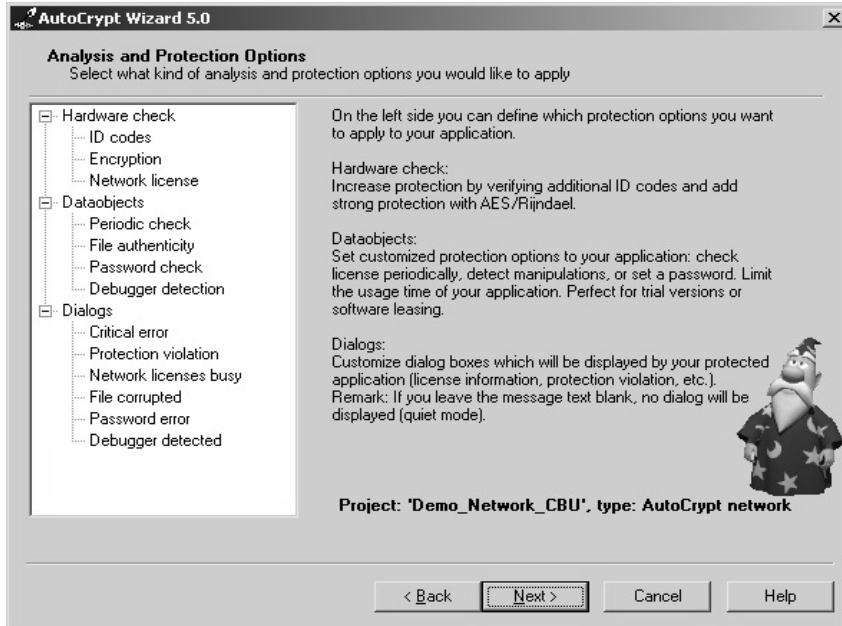 AutoCrypt Wizard 5.0
Analysis and Protection Options
Select what kind of analysis and protection options you would like to apply
Hardware check
ID codes
Encryption
Network license
Dataobjects
Periodic check
File authenticity
Password check
Debugger detection
Dialogs
Critical error
Protection violation
Network licenses busy
File corrupted
Password error
Debugger detected
On the left side you can define which protection options you want
to apply to your application.
Hardware check:
Increase protection by verifying additional ID codes and add
strong protection with AES/Rijndael.
Dataobjects:
Set customized protection options to your application: check
license periodically, detect manipulations, or set a password. Limit
the usage time of your application. Perfect for trial versions or
software leasing.
Dialogs:
Customize dialog boxes which will be displayed by your protected
application (license information, protection violation, etc.).
Remark: If you leave the message text blank, no dialog will be
displayed (quiet mode).
Project: 'Demo_Network_CBU', type: AutoCrypt network
< Back
Next >
Cancel
Help